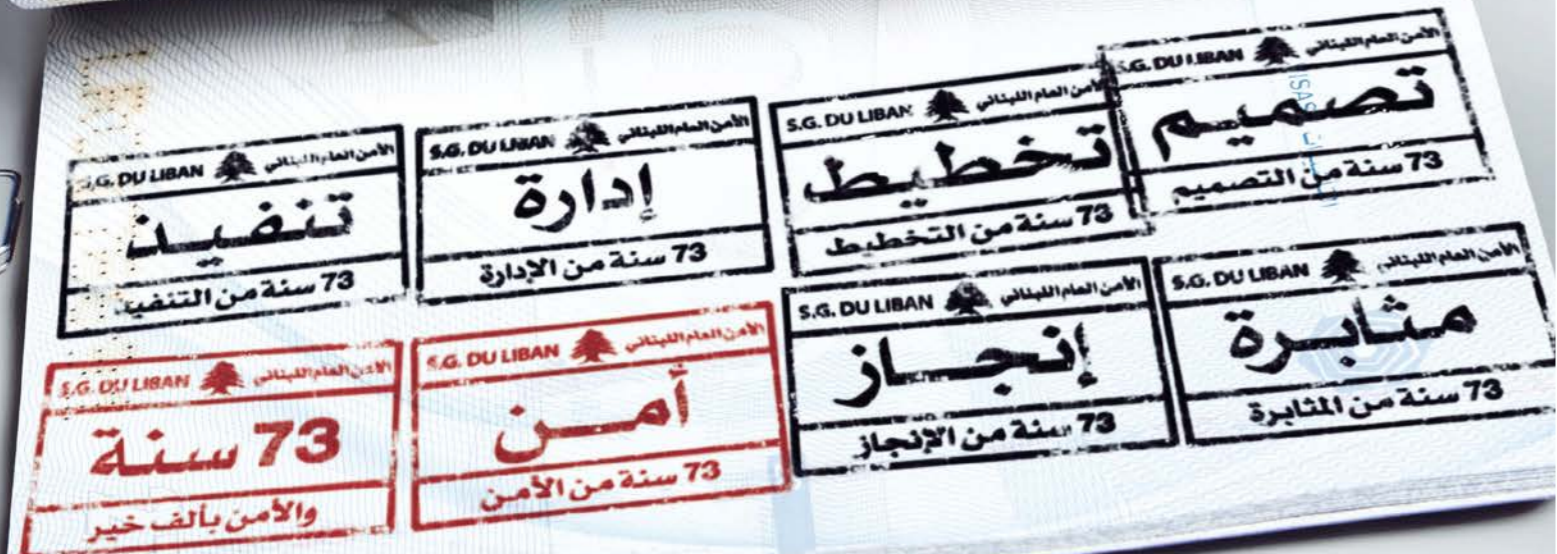 S.G. DU LIBAN الأمن العام اللبناني
تصميم
73 سنة من التصميم
S.G. DU LIBAN الأمن العام اللبناني
تخطيط
73 سنة من التخطيط
S.G. DU LIBAN الأمن العام اللبناني
إدارة
73 سنة من الإدارة
S.G. DU LIBAN الأمن العام اللبناني
تنفيذ
73 سنة من التنفيذ
S.G. DU LIBAN الأمن العام اللبناني
مثابرة
73 سنة من المثابرة
S.G. DU LIBAN الأمن العام اللبناني
إنجاز
73 سنة من الإنجاز
S.G. DU LIBAN الأمن العام اللبناني
أمن
73 سنة من الأمن
S.G. DU LIBAN الأمن العام اللبناني
73 سنة
والأمن بألف خير